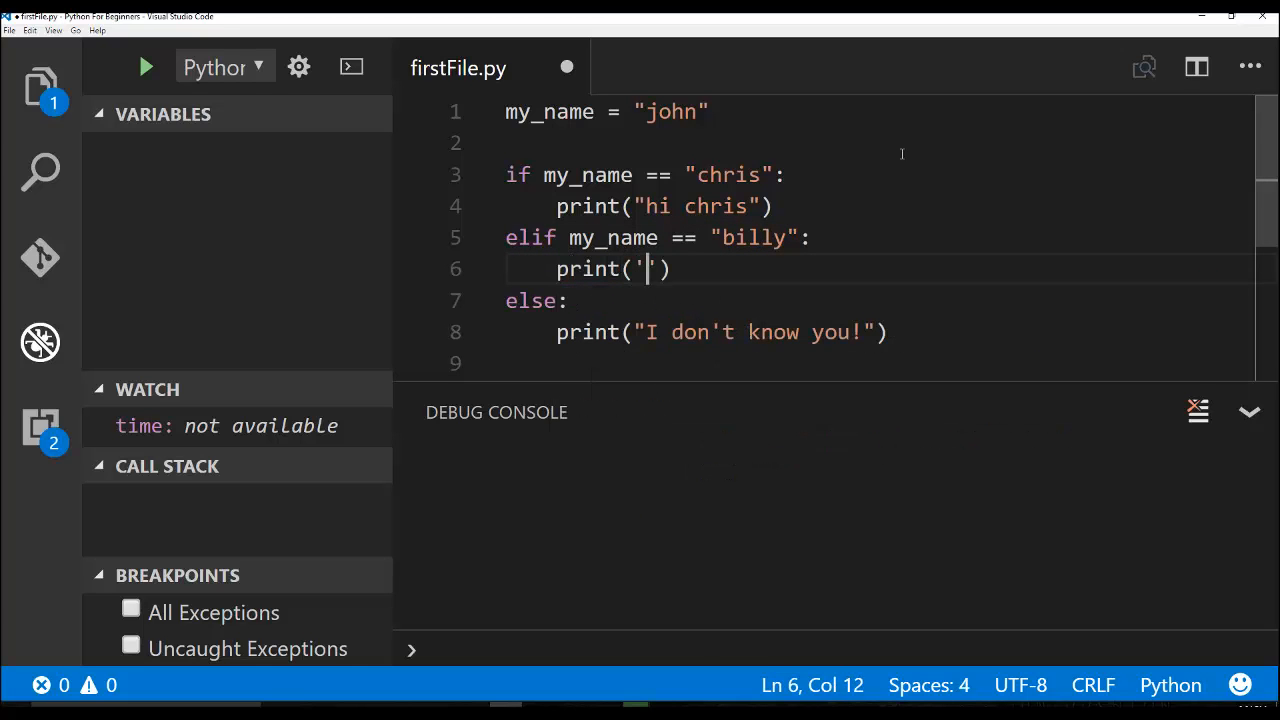 ● firstFile.py - Python For Beginners - Visual Studio Code
File Edit View Go Help
Python
firstFile.py
1
VARIABLES
1 my_name = "john"
2
3 if my_name == "chris":
4 print("hi chris")
5 elif my_name == "billy":
6 print('')
7 else:
8 print("I don't know you!")
9
WATCH
time: not available
2
CALL STACK
DEBUG CONSOLE
BREAKPOINTS
All Exceptions
Uncaught Exceptions
0 0 Ln 6, Col 12 Spaces: 4 UTF-8 CRLF Python